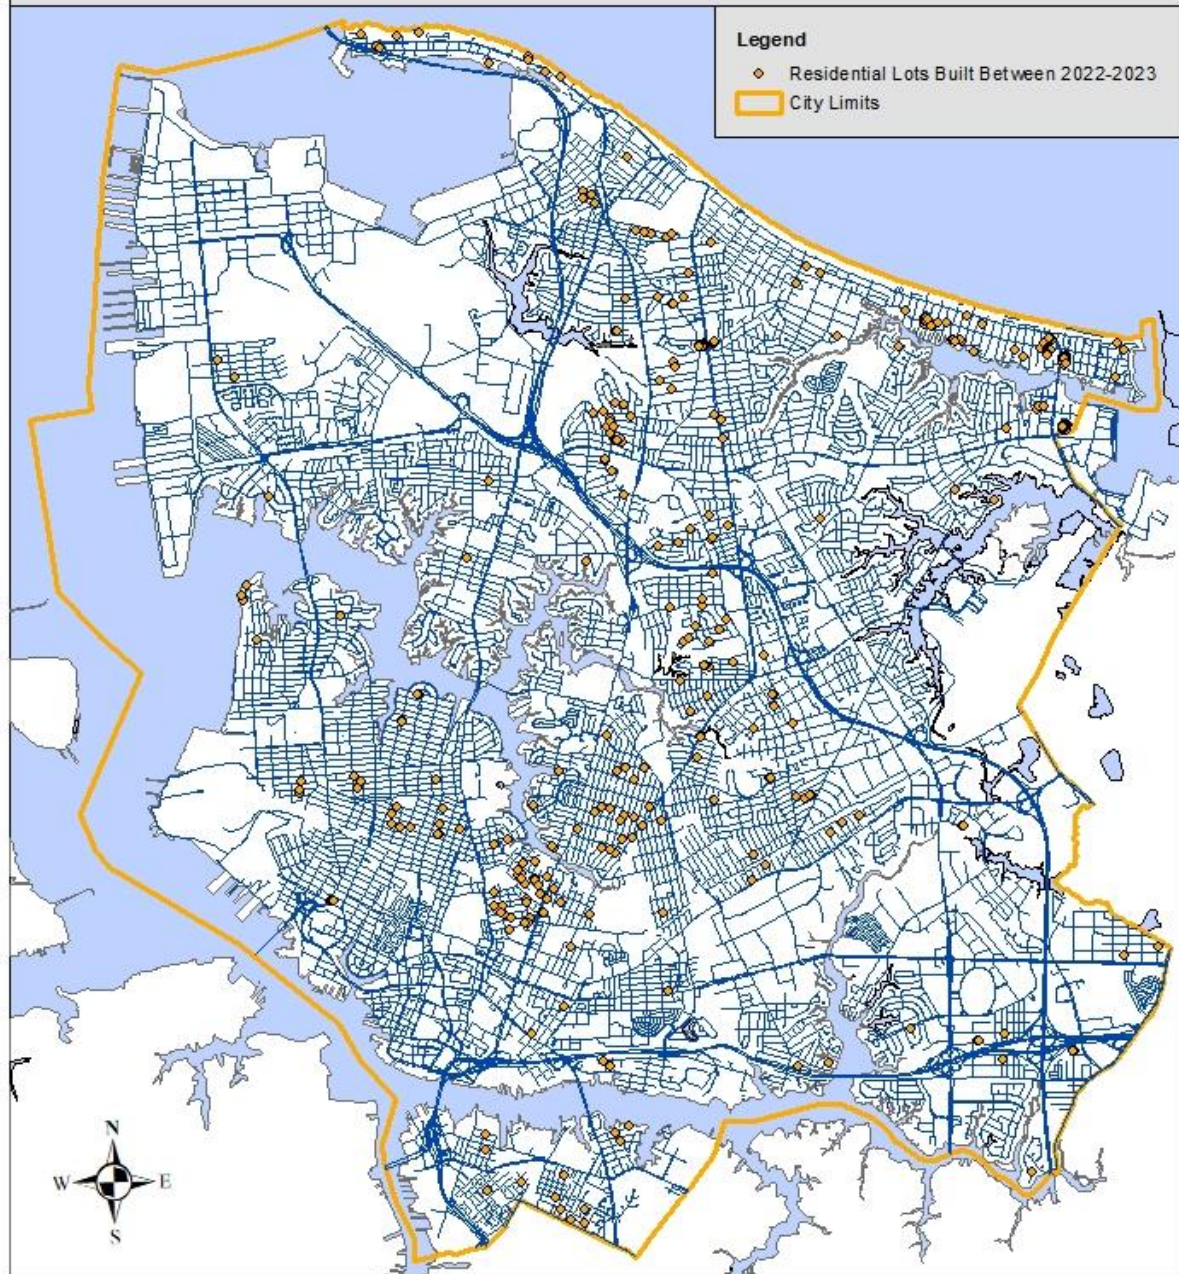 Legend
Residential Lots Built Between 2022-2023
City Limits
N
W E
S